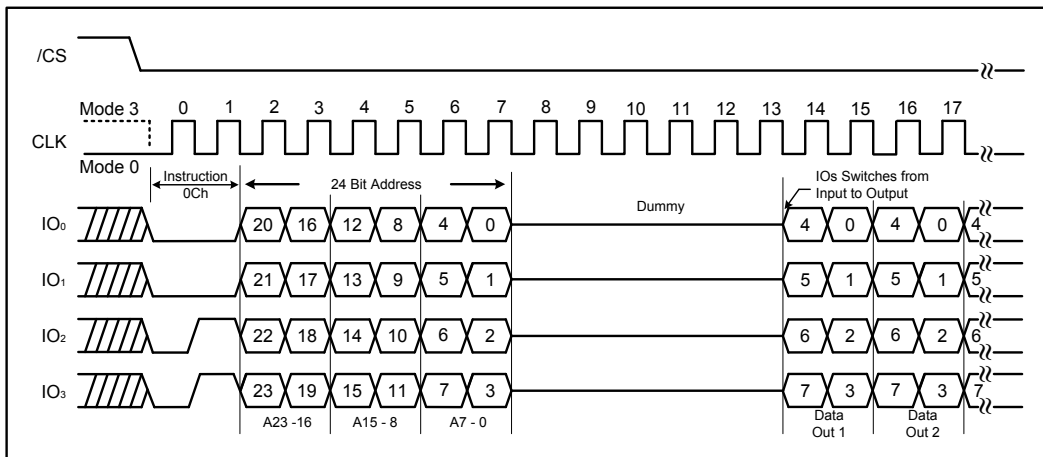 /CS
Mode 3
0 1 2 3 4 5 6 7 8 9 10 11 12 13 14 15 16 17
CLK
Mode 0
Instruction
0Ch
24 Bit Address
IOs Switches from
Input to Output
Dummy
IO0 20 16 12 8 4 0 4 0 4 0 4
IO1 21 17 13 9 5 1 5 1 5 1 5
IO2 22 18 14 10 6 2 6 2 6 2 6
IO3 23 19 15 11 7 3 7 3 7 3 7
A23 -16 A15 - 8 A7 - 0
Data
Out 1
Data
Out 2